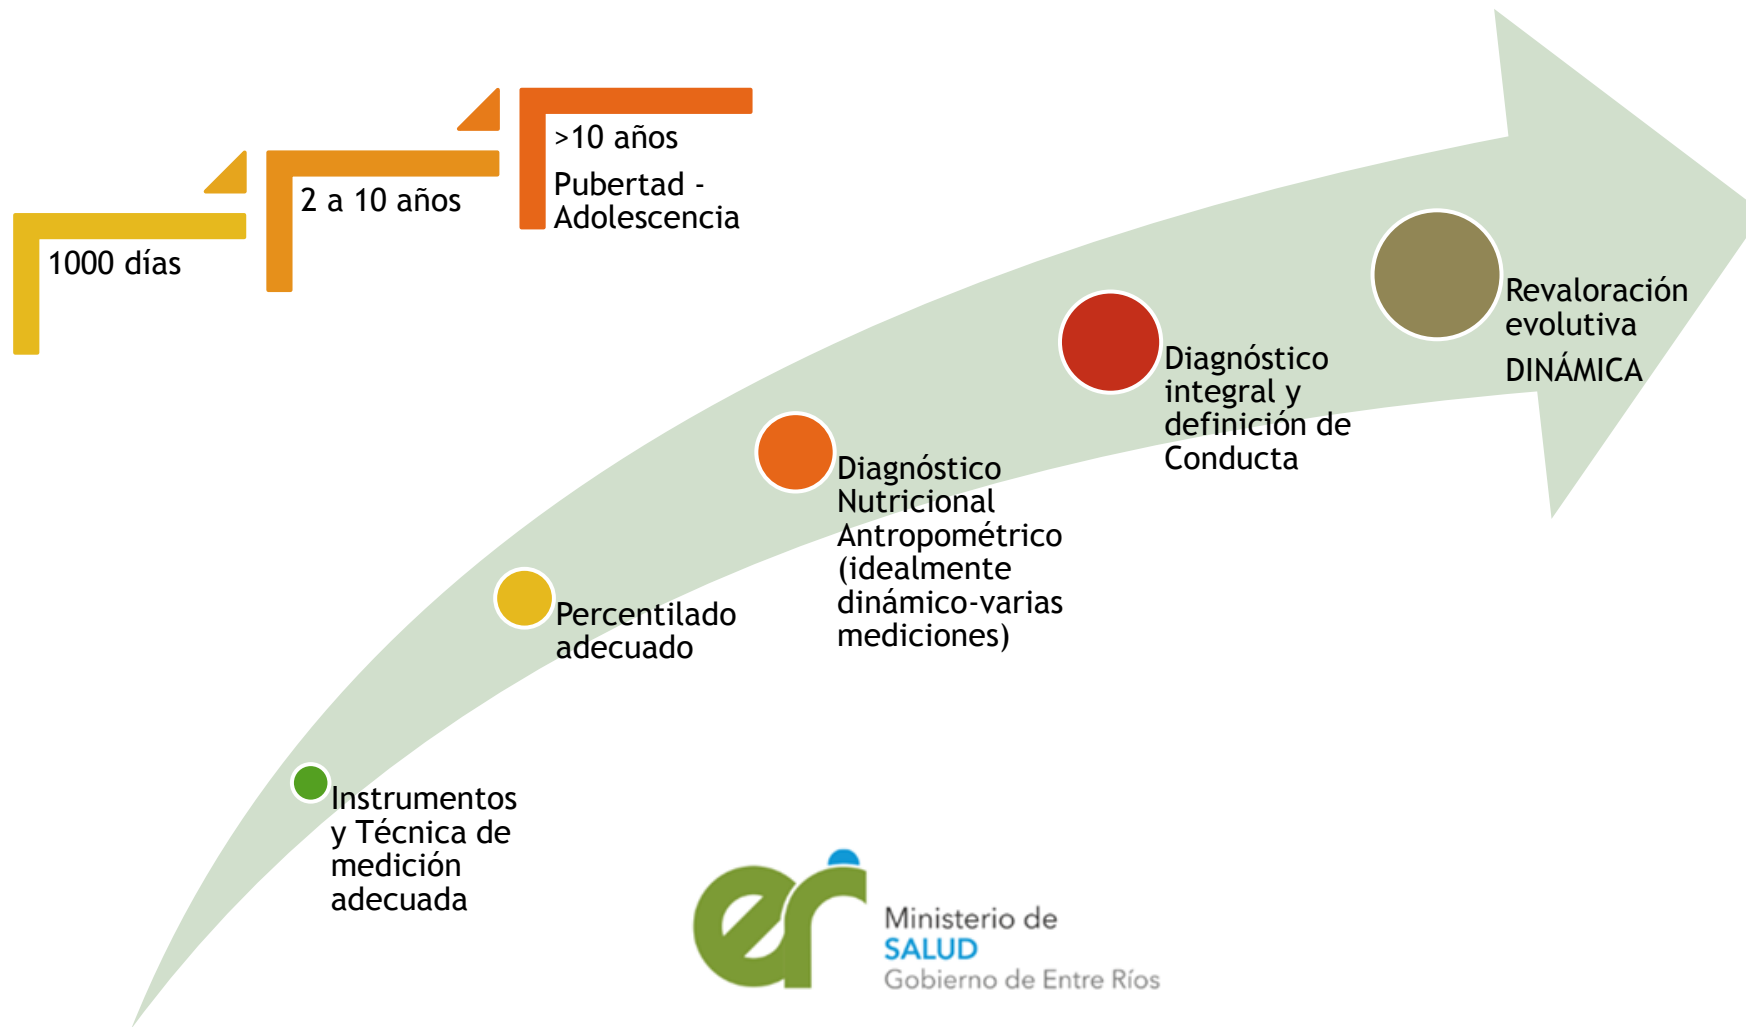 >10 años
Pubertad -
Adolescencia
2 a 10 años
1000 días
Revaloración
evolutiva
DINÁMICA
Diagnóstico
integral y
definición de
Conducta
Diagnóstico
Nutricional
Antropométrico
(idealmente
dinámico-varias
mediciones)
Percentilado
adecuado
Instrumentos
y Técnica de
medición
adecuada
er
Ministerio de
SALUD
Gobierno de Entre Ríos